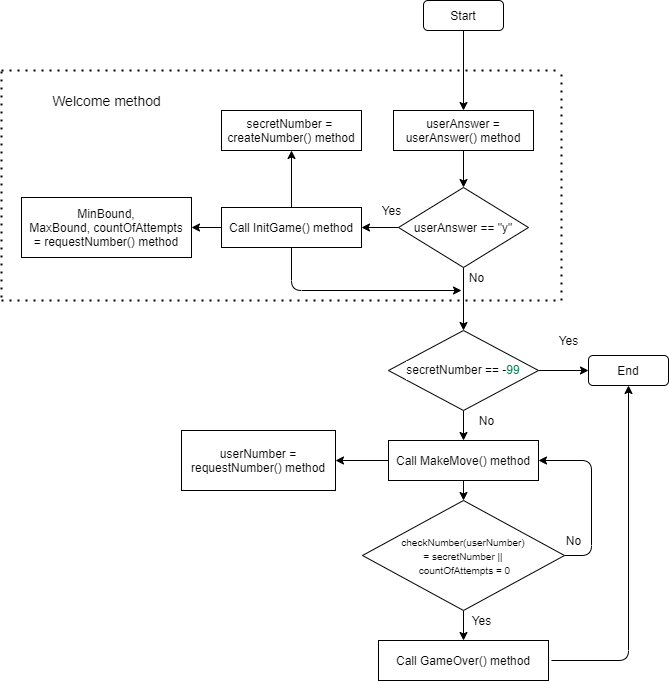 Start
Welcome method
secretNumber =
createNumber() method
userAnswer =
userAnswer() method
MinBound,
MaxBound, countOfAttempts
= requestNumber() method
Call InitGame() method
Yes
userAnswer == "y"
No
secretNumber == -99
Yes
End
No
userNumber =
requestNumber() method
Call MakeMove() method
checkNumber(userNumber)
= secretNumber ||
countOfAttempts = 0
No
Yes
Call GameOver() method